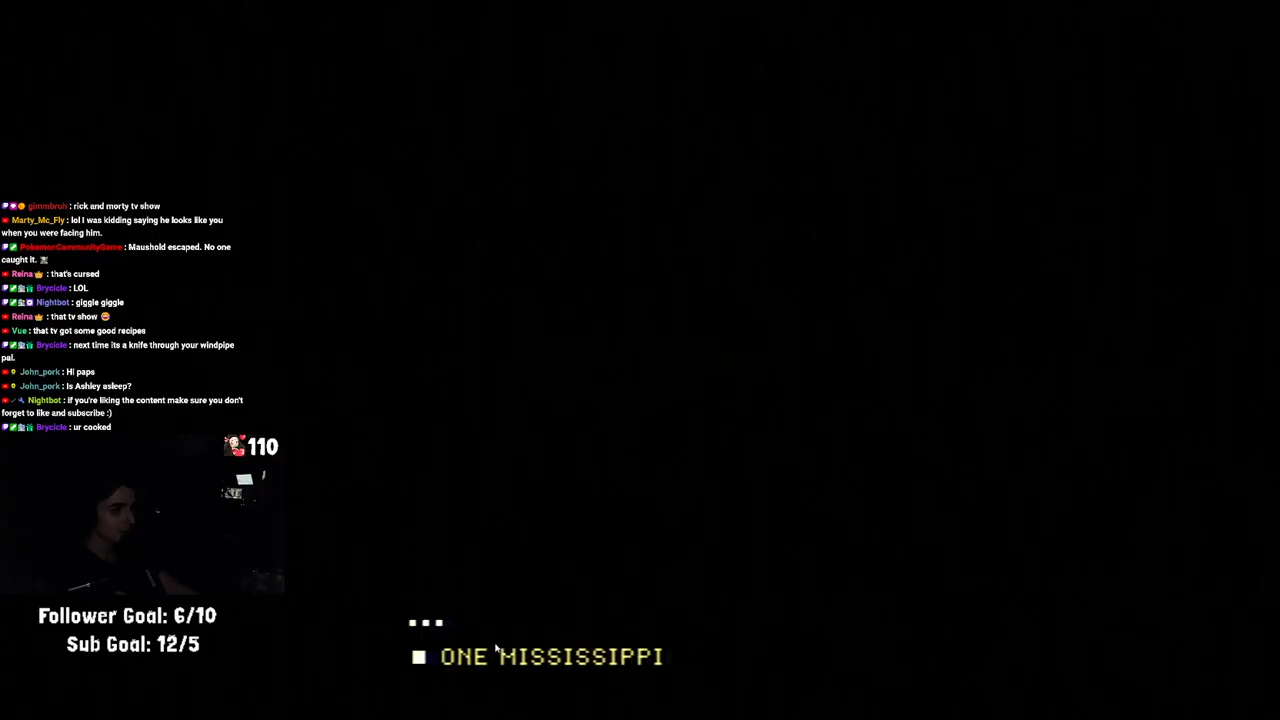 gimmbruh : rick and morty tv show
Marty_Mc_Fly : lol I was kidding saying he looks like you
when you were facing him.
PokemonCommunityGame : Maushold escaped. No one
caught it.
Reina : that's cursed
Brycicle : LOL
Nightbot : giggle giggle
Reina : that tv show
Vue : that tv got some good recipes
Brycicle : next time its a knife through your windpipe
pal.
John_pork : Hi paps
John_pork : Is Ashley asleep?
Nightbot : if you're liking the content make sure you don't
forget to like and subscribe :)
Brycicle : ur cooked
110
Follower Goal: 6/10
Sub Goal: 12/5
...
ONE MISSISSIPPI